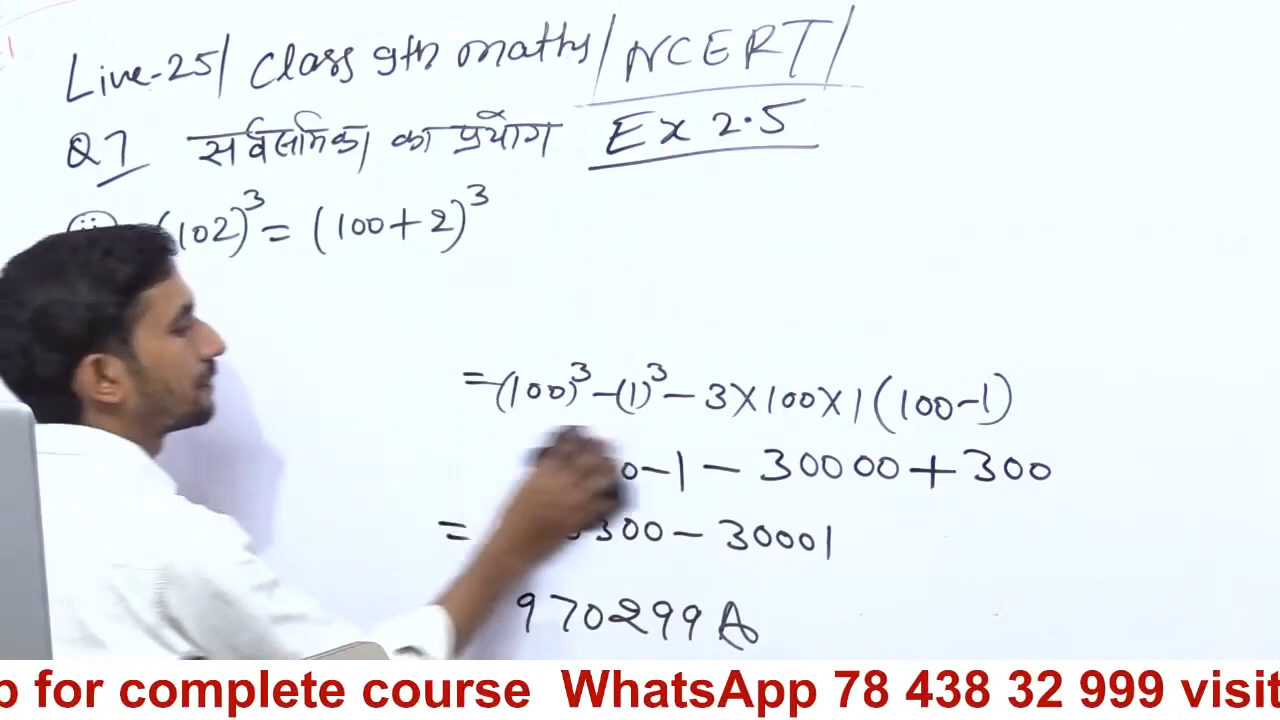 Live-25/ Class 9th maths/ NCERT/
Q7 सर्वसमिका का प्रयोग Ex 2.5
(ii) (102)³ = (100+2)³
= (100)³ - (1)³ - 3×100×1(100-1)
0-1 - 30000 + 300
= 300 - 30001
970299 A
p for complete course WhatsApp 78 438 32 999 visit